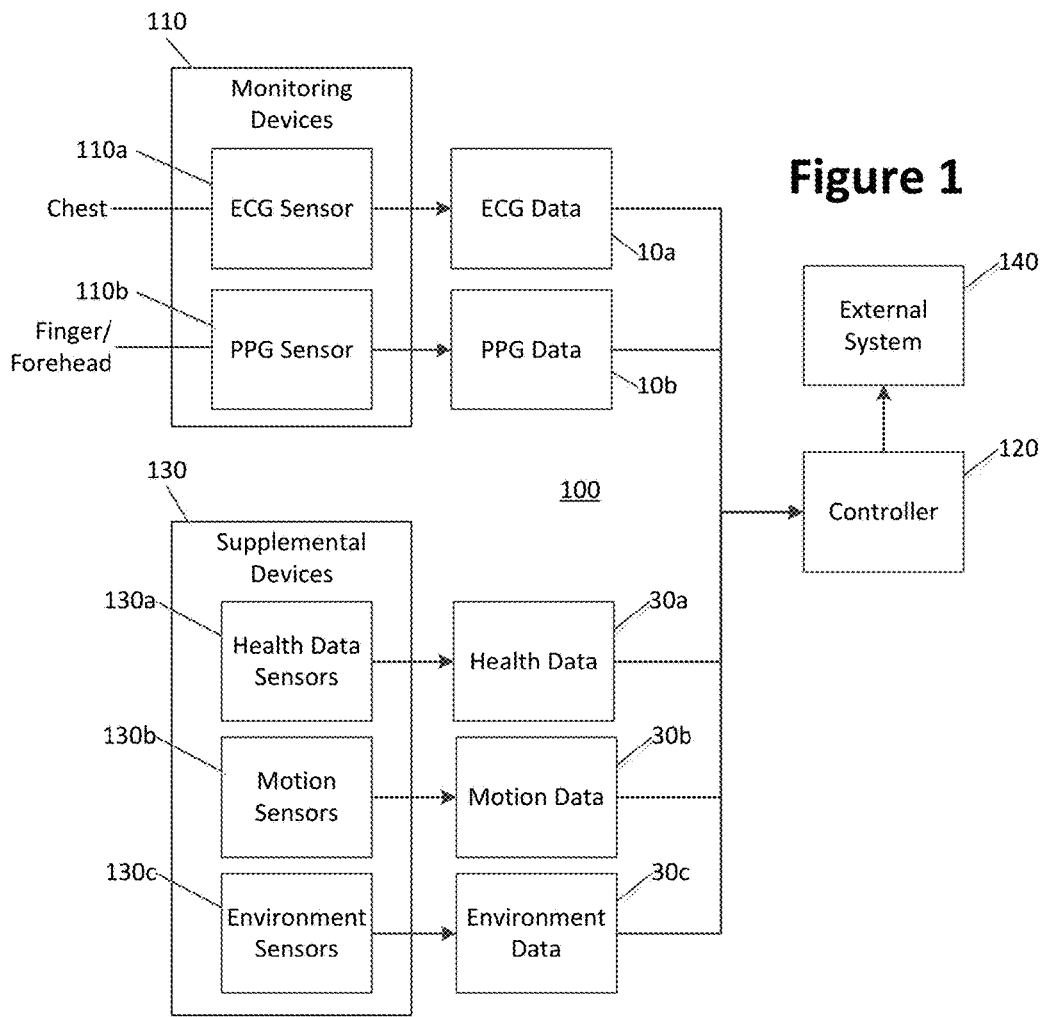 110
Monitoring
Devices
110a
Chest
ECG Sensor
ECG Data
10a
Figure 1
110b
Finger/
Forehead
PPG Sensor
PPG Data
10b
140
External
System
120
Controller
100
130
Supplemental
Devices
130a
Health Data
Sensors
30a
Health Data
130b
Motion
Sensors
30b
Motion Data
130c
Environment
Sensors
30c
Environment
Data